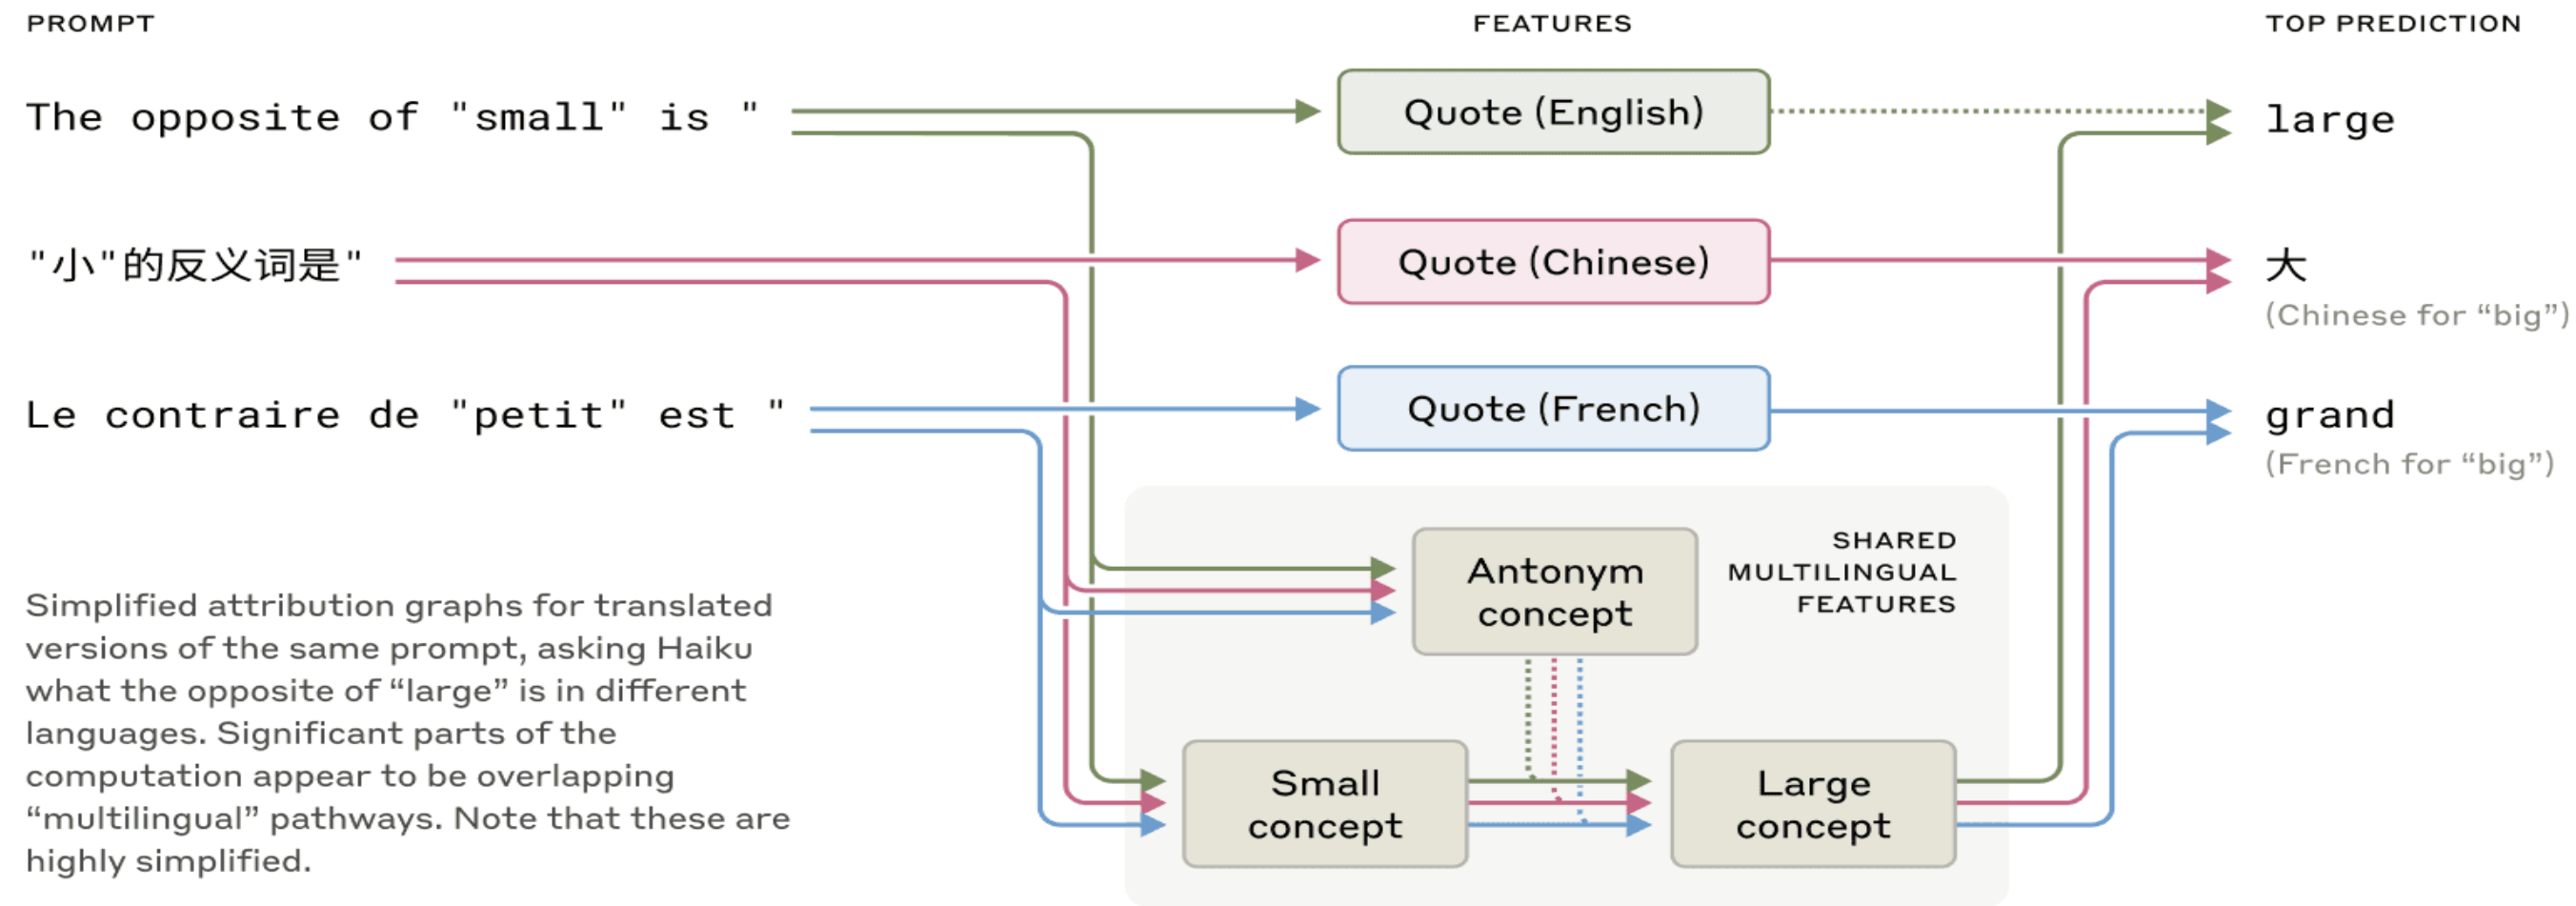 PROMPT
FEATURES
TOP PREDICTION
The opposite of "small" is "
Quote (English)
large
"小"的反义词是"
Quote (Chinese)
大
(Chinese for “big”)
Le contraire de "petit" est "
Quote (French)
grand
(French for “big”)
Antonym
concept
SHARED
MULTILINGUAL
FEATURES
Small
concept
Large
concept
Simplified attribution graphs for translated
versions of the same prompt, asking Haiku
what the opposite of “large” is in different
languages. Significant parts of the
computation appear to be overlapping
“multilingual” pathways. Note that these are
highly simplified.